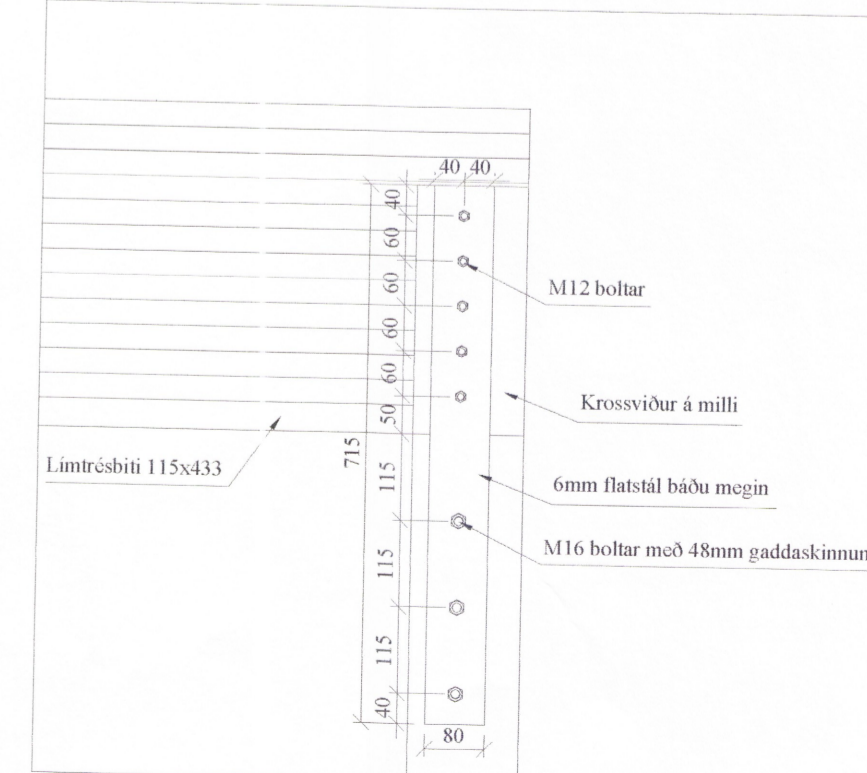 40 40
40
60
M12 boltar
60
60
60
Krossviður á milli
50
715
Límtrésbiti 115x433
115
6mm flatstál báðu megin
M16 boltar með 48mm gaddaskinnun
115
115
40
80